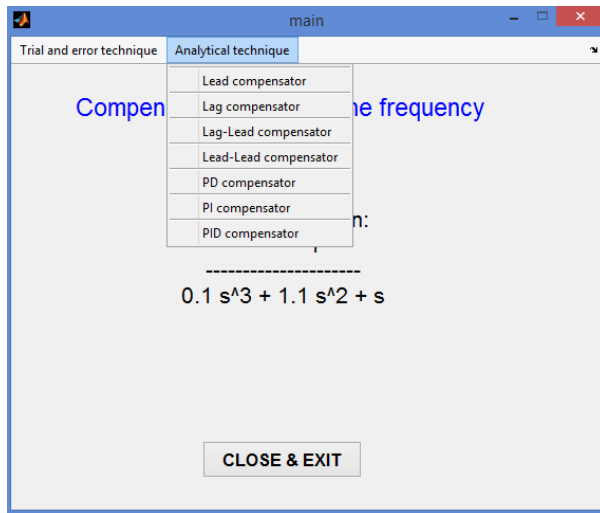 main
Trial and error technique Analytical technique
Lead compensator
Lag compensator
Lag-Lead compensator
Lead-Lead compensator
PD compensator
PI compensator
PID compensator
Compen he frequency
n:
---------------------
0.1 s^3 + 1.1 s^2 + s
CLOSE & EXIT